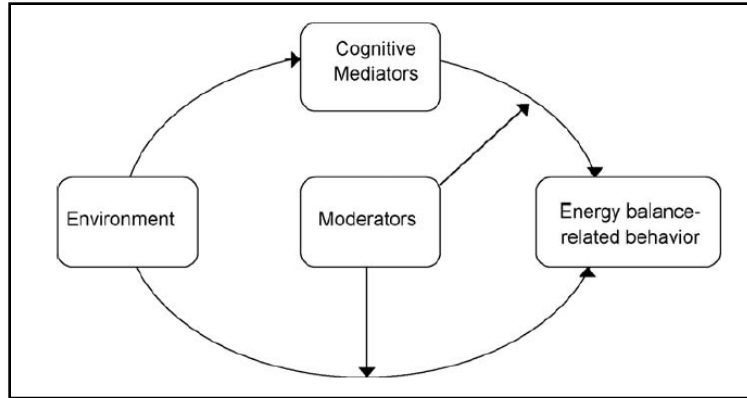 Cognitive
Mediators
Environment
Moderators
Energy balance-
related behavior